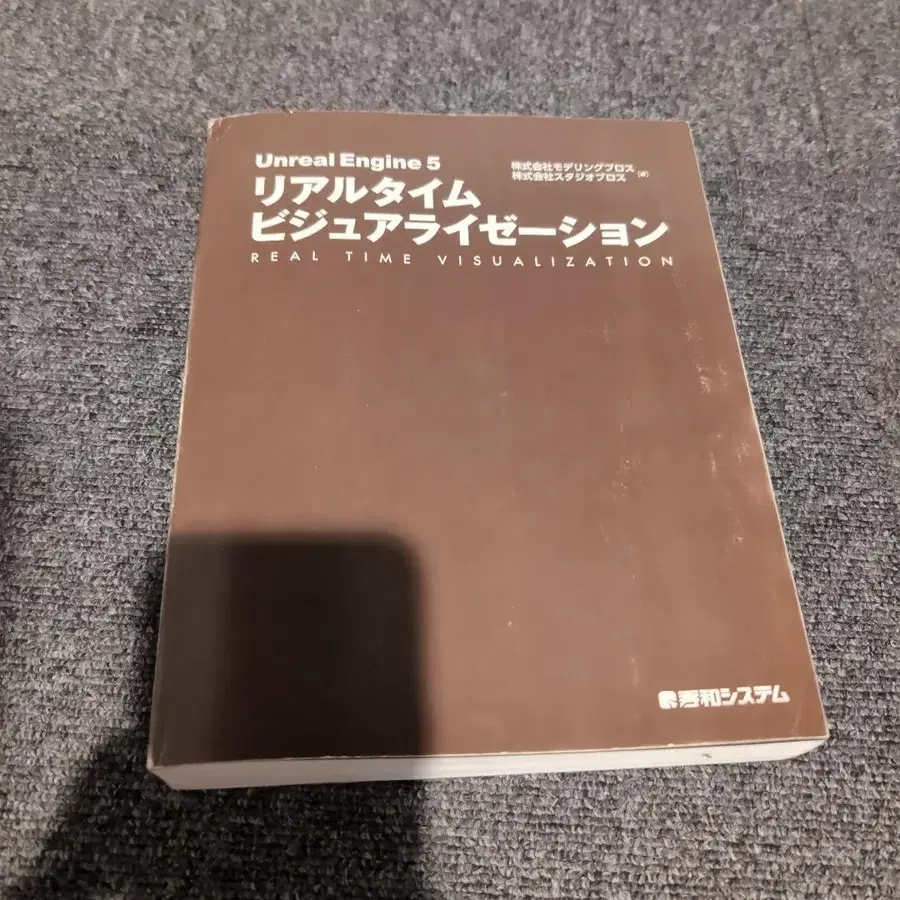 Unreal Engine 5
リアルタイム
ビジュアライゼーション
REAL TIME VISUALIZATION
株式会社モデリングブロス
株式会社スタジオブロス
秀和システム